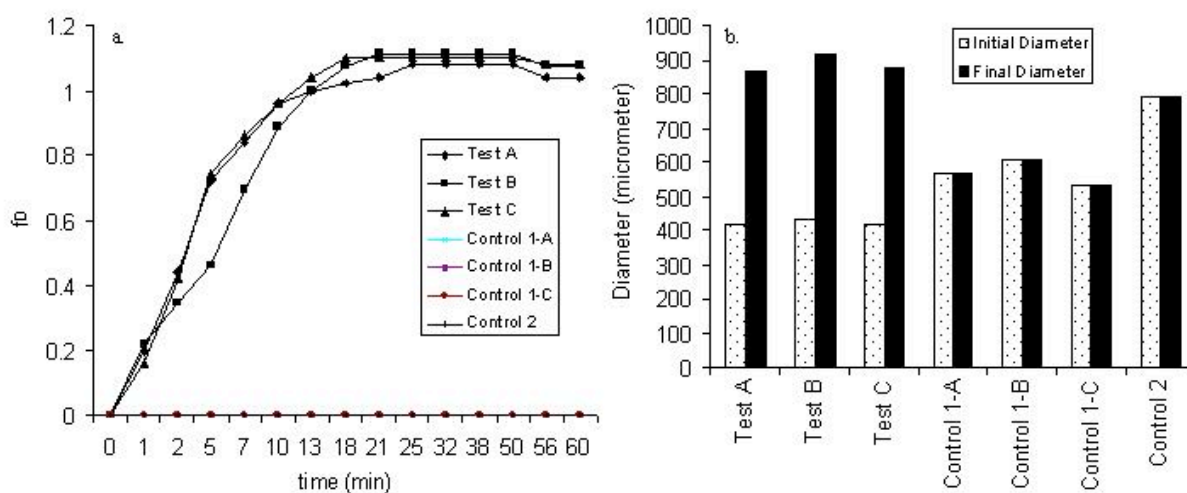 a.
1.2
1
0.8
0.6
0.4
0.2
0
fD
0 1 2 5 7 10 13 18 21 25 32 38 50 56 60
time (min)
Test A
Test B
Test C
Control 1-A
Control 1-B
Control 1-C
Control 2
b.
1000
900
800
700
600
500
400
300
200
100
0
Diameter (micrometer)
Initial Diameter
Final Diameter
Test A
Test B
Test C
Control 1-A
Control 1-B
Control 1-C
Control 2